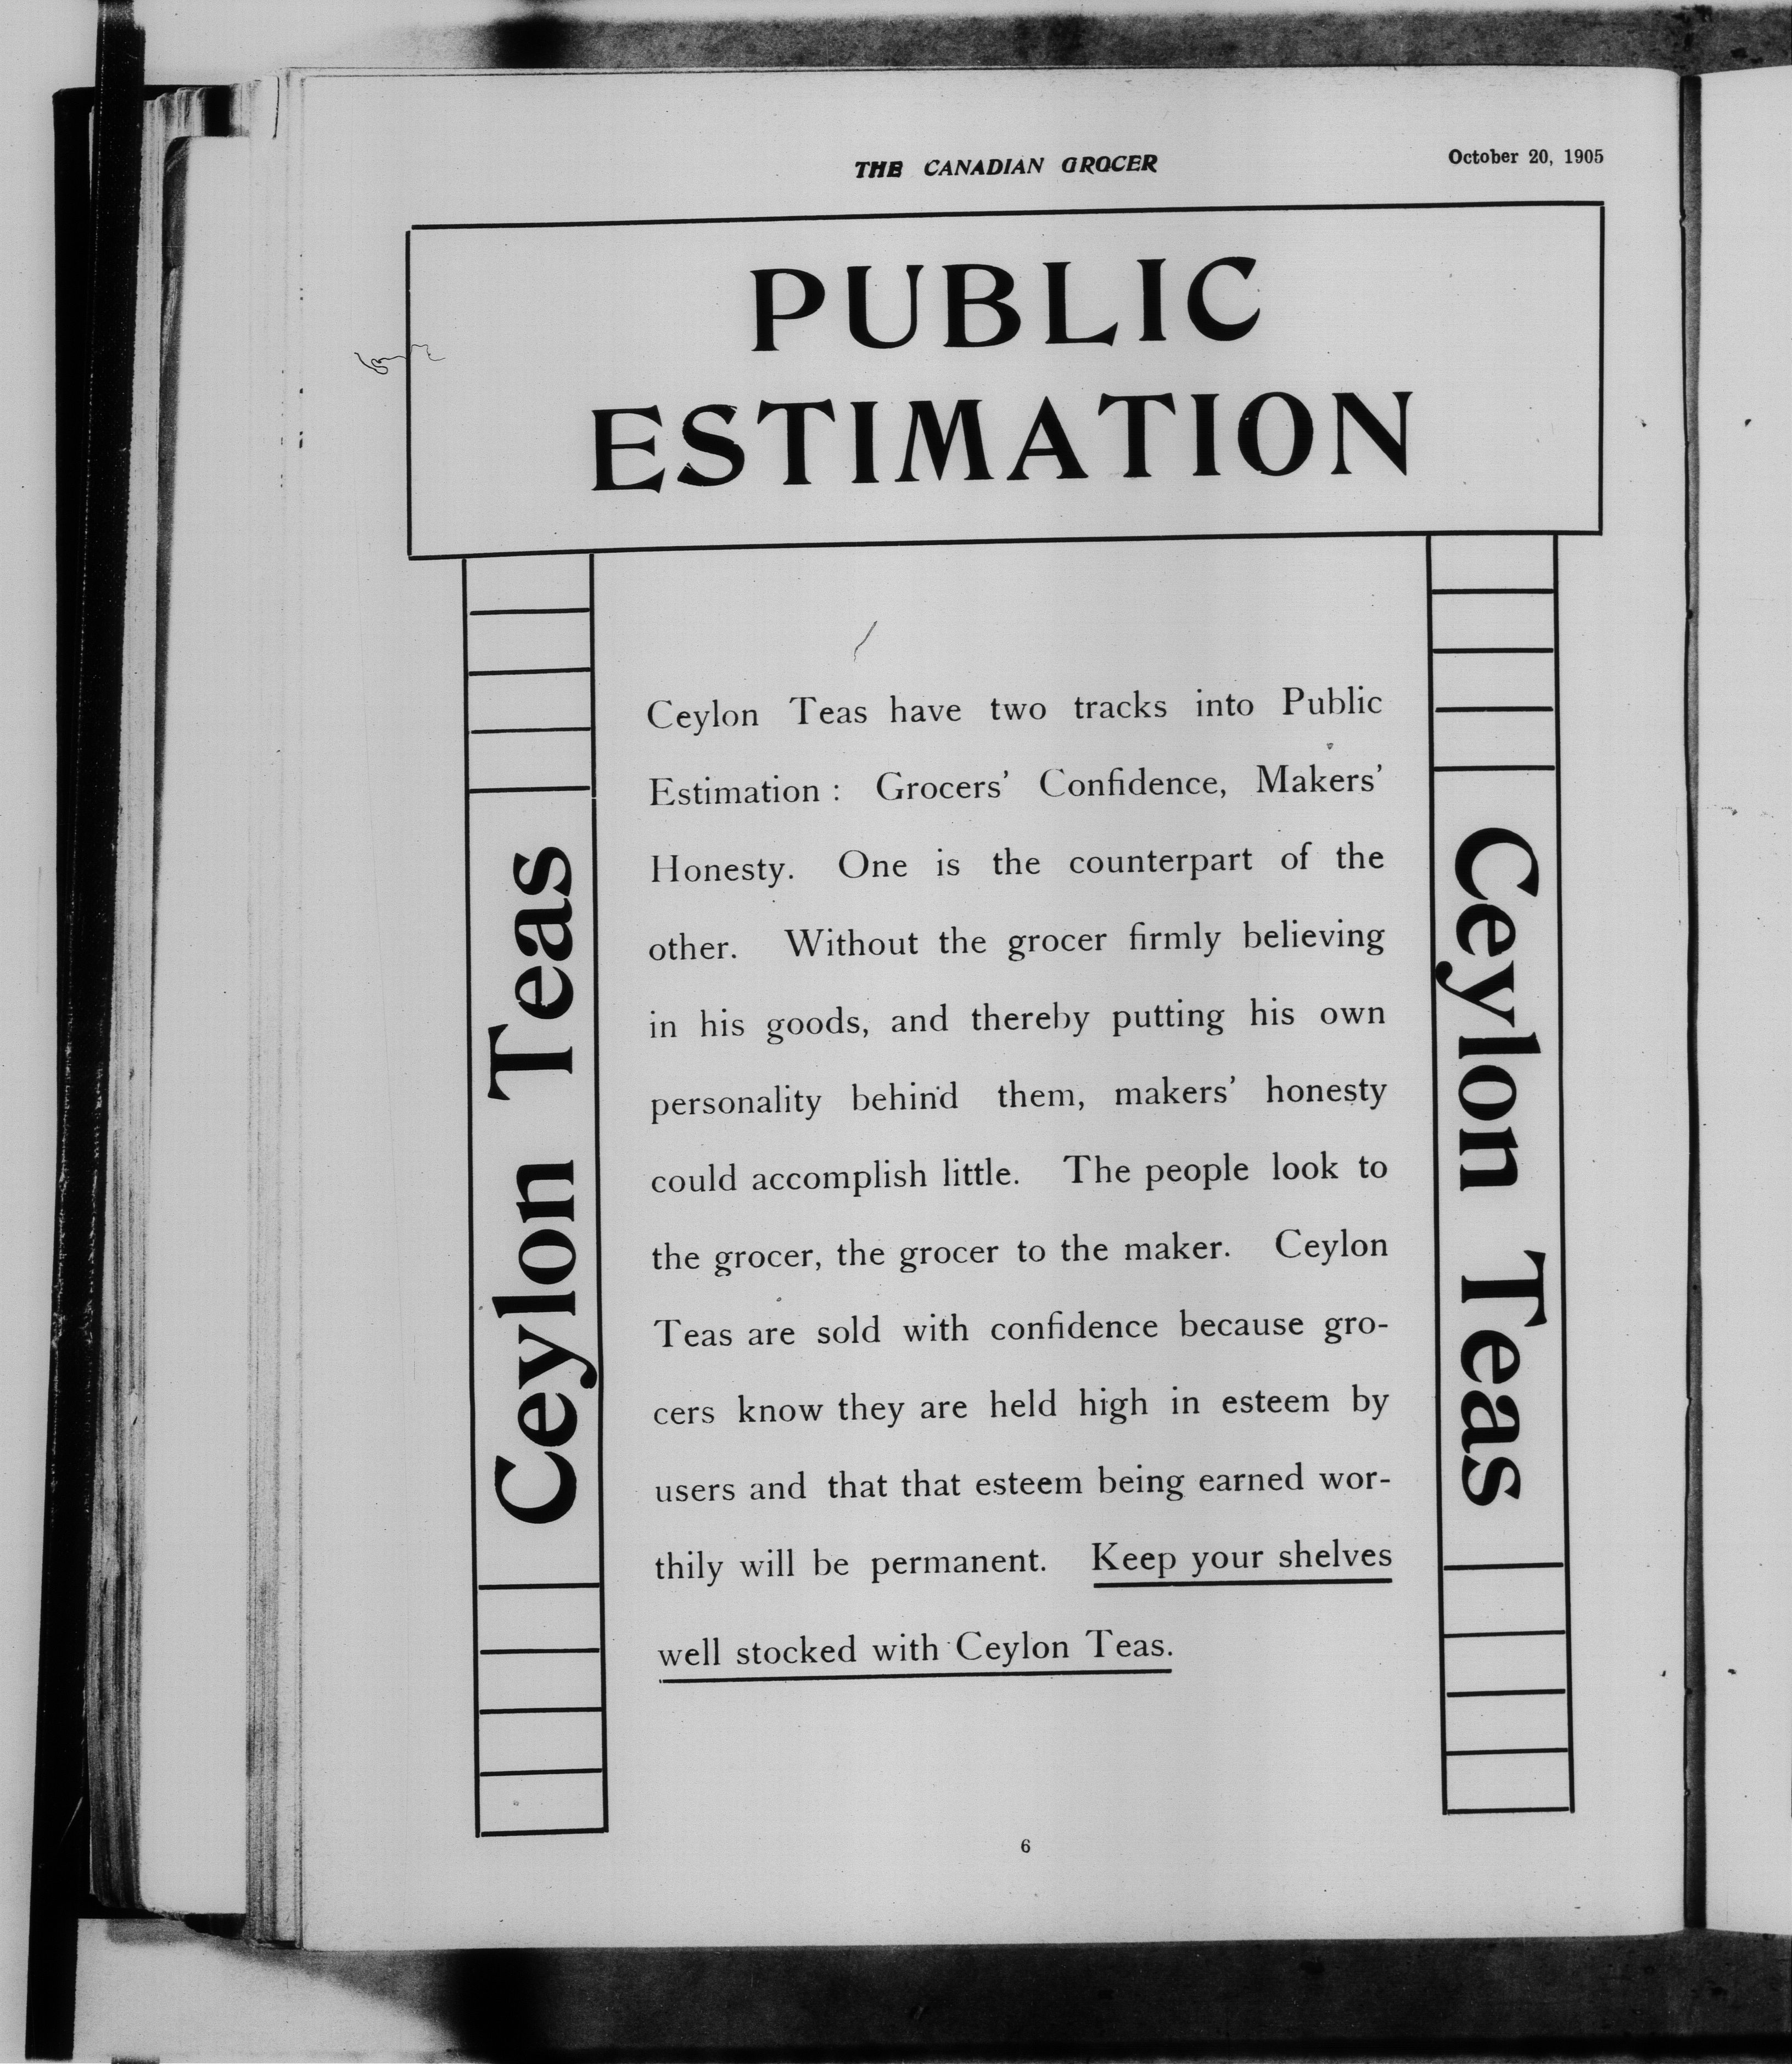 THE CANADIAN GROCER
October 20, 1905
PUBLIC
ESTIMATION
Ceylon Teas
Ceylon Teas have two tracks into Public
Estimation : Grocers’ Confidence, Makers’
Honesty. One is the counterpart of the
other. Without the grocer firmly believing
in his goods, and thereby putting his own
personality behind them, makers’ honesty
could accomplish little. The people look to
the grocer, the grocer to the maker. Ceylon
Teas are sold with confidence because gro-
cers know they are held high in esteem by
users and that that esteem being earned wor-
thily will be permanent. Keep your shelves
well stocked with Ceylon Teas.
Ceylon Teas
6